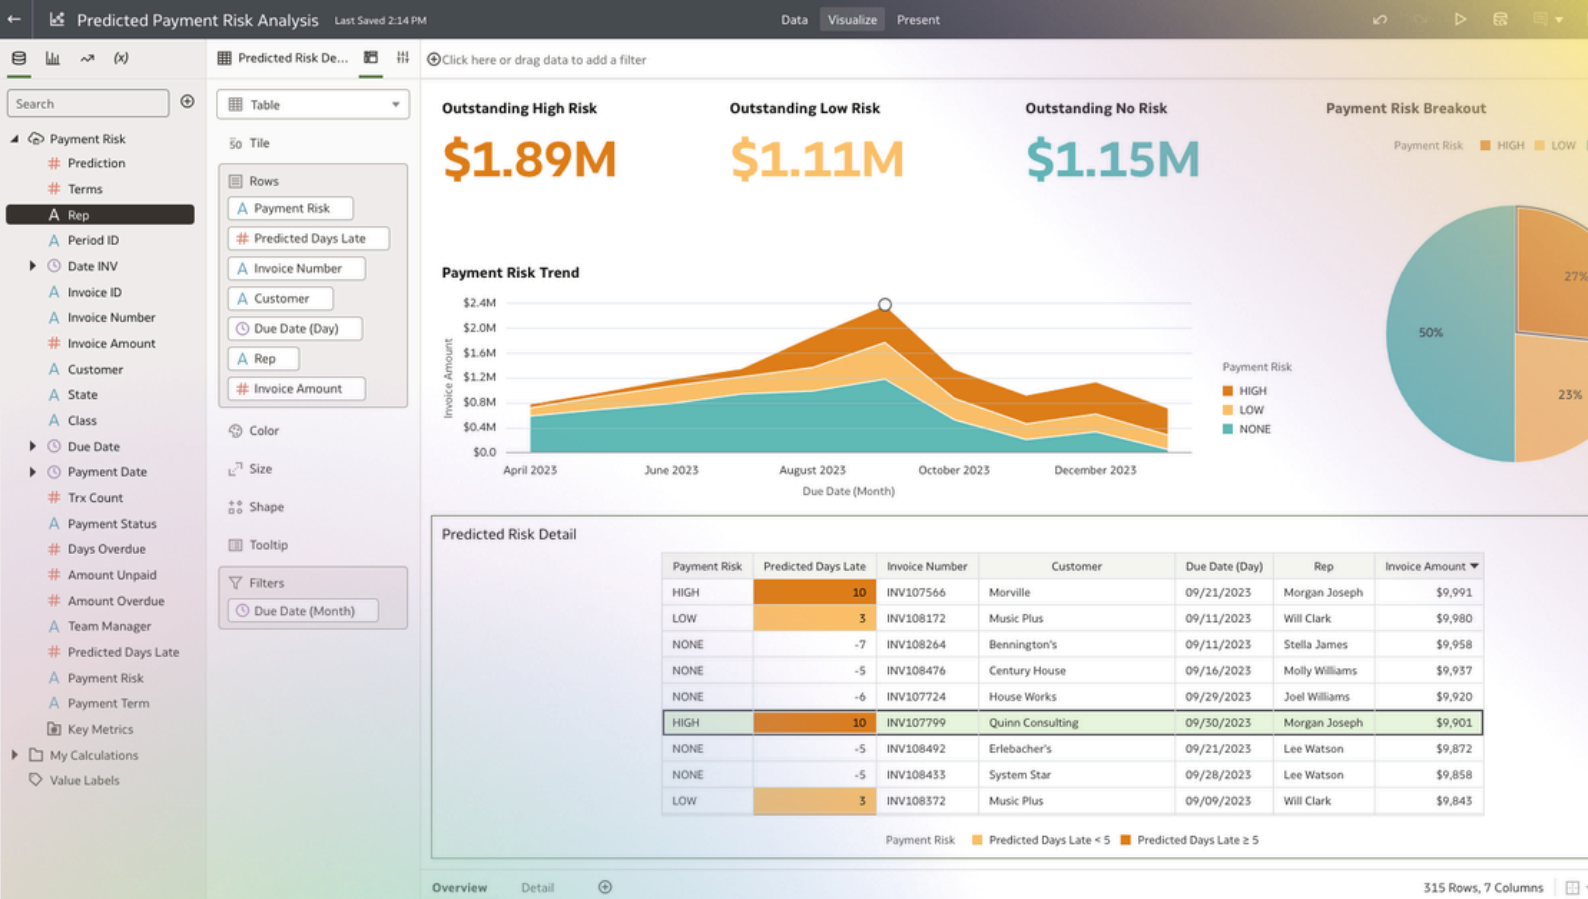 Predicted Payment Risk Analysis Last Saved 2:14 PM
Data Visualize Present
(x)
Predicted Risk De...
Click here or drag data to add a filter
Search
Payment Risk
# Prediction
# Terms
A Rep
A Period ID
Date INV
A Invoice ID
A Invoice Number
# Invoice Amount
A Customer
A State
A Class
Due Date
Payment Date
# Trx Count
A Payment Status
# Days Overdue
# Amount Unpaid
# Amount Overdue
A Team Manager
# Predicted Days Late
A Payment Risk
A Payment Term
Key Metrics
My Calculations
Value Labels
Table
50 Tile
Rows
A Payment Risk
# Predicted Days Late
A Invoice Number
A Customer
Due Date (Day)
A Rep
# Invoice Amount
Color
Size
Shape
Tooltip
Filters
Due Date (Month)
Outstanding High Risk
$1.89M
Outstanding Low Risk
$1.11M
Outstanding No Risk
$1.15M
Payment Risk Breakout
Payment Risk HIGH LOW
27%
50%
23%
Payment Risk Trend
Invoice Amount
$2.4M
$2.0M
$1.6M
$1.2M
$0.8M
$0.4M
$0.0
April 2023 June 2023 August 2023 October 2023 December 2023
Due Date (Month)
Payment Risk
HIGH
LOW
NONE
Predicted Risk Detail
Payment Risk Predicted Days Late Invoice Number Customer Due Date (Day) Rep Invoice Amount
HIGH 10 INV107566 Morville 09/21/2023 Morgan Joseph $9,991
LOW 3 INV108172 Music Plus 09/11/2023 Will Clark $9,980
NONE -7 INV108264 Bennington's 09/11/2023 Stella James $9,958
NONE -5 INV108476 Century House 09/16/2023 Molly Williams $9,937
NONE -6 INV107724 House Works 09/29/2023 Joel Williams $9,920
HIGH 10 INV107799 Quinn Consulting 09/30/2023 Morgan Joseph $9,901
NONE -5 INV108492 Erlebacher's 09/21/2023 Lee Watson $9,872
NONE -5 INV108433 System Star 09/28/2023 Lee Watson $9,858
LOW 3 INV108372 Music Plus 09/09/2023 Will Clark $9,843
Payment Risk Predicted Days Late < 5 Predicted Days Late ≥ 5
Overview Detail
315 Rows, 7 Columns